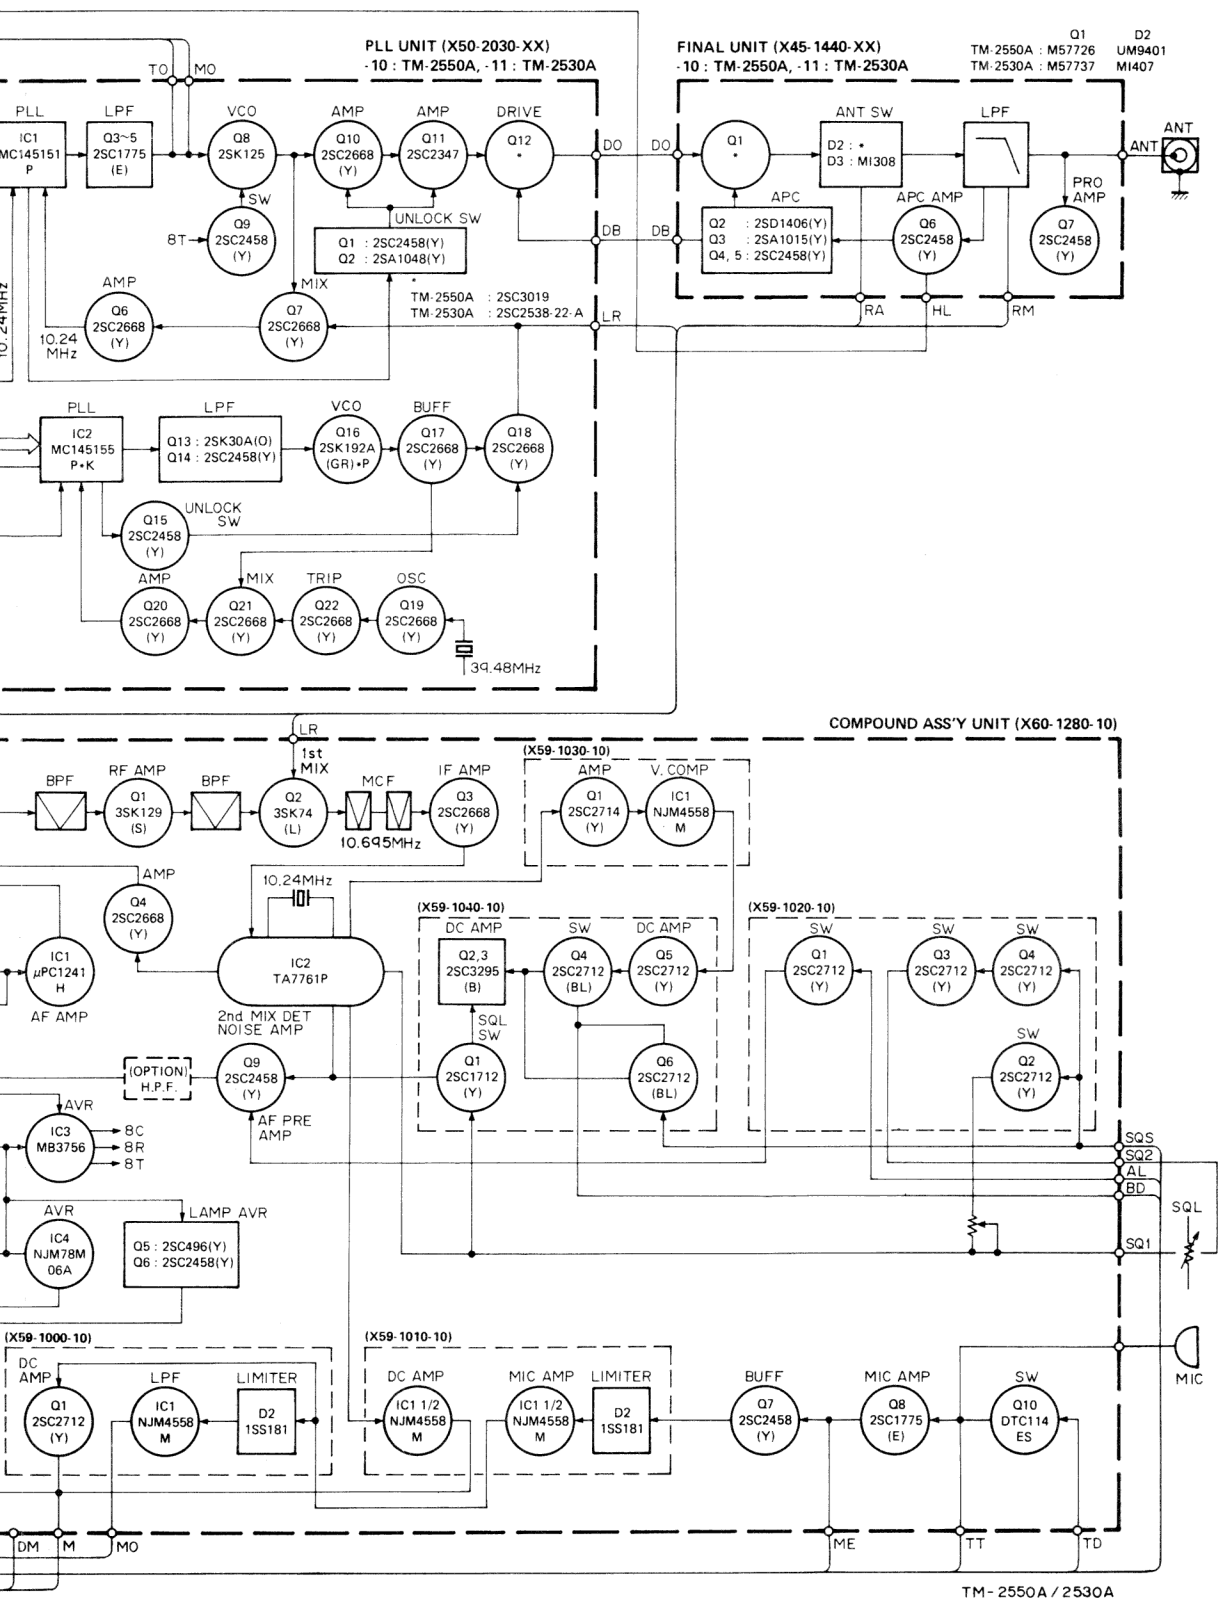 PLL UNIT (X50-2030-XX)
-10 : TM-2550A, -11 : TM-2530A
FINAL UNIT (X45-1440-XX)
-10 : TM-2550A, -11 : TM-2530A
Q1 D2
TM-2550A : M57726 UM9401
TM-2530A : M57737 MI407
TO MO
PLL
IC1
MC145151
P
LPF
Q3~5
2SC1775
(E)
VCO
Q8
2SK125
AMP
Q10
2SC2668
(Y)
AMP
Q11
2SC2347
DRIVE
Q12
*
DO
DO
Q1
*
ANT SW
D2 : *
D3 : MI308
LPF
ANT
ANT
SW
Q9
2SC2458
(Y)
8T
UNLOCK SW
Q1 : 2SC2458(Y)
Q2 : 2SA1048(Y)
DB
DB
APC
Q2 : 2SD1406(Y)
Q3 : 2SA1015(Y)
Q4, 5 : 2SC2458(Y)
APC AMP
Q6
2SC2458
(Y)
PRO
AMP
Q7
2SC2458
(Y)
10.24MHz
AMP
Q6
2SC2668
(Y)
10.24
MHz
MIX
Q7
2SC2668
(Y)
*
TM-2550A : 2SC3019
TM-2530A : 2SC2538-22-A
LR
RA
HL
RM
PLL
IC2
MC145155
P*K
LPF
Q13 : 2SK30A(O)
Q14 : 2SC2458(Y)
VCO
Q16
2SK192A
(GR)*P
BUFF
Q17
2SC2668
(Y)
Q18
2SC2668
(Y)
Q15
2SC2458
(Y)
UNLOCK
SW
AMP
Q20
2SC2668
(Y)
MIX
Q21
2SC2668
(Y)
TRIP
Q22
2SC2668
(Y)
OSC
Q19
2SC2668
(Y)
39.48MHz
COMPOUND ASS'Y UNIT (X60-1280-10)
LR
BPF
RF AMP
Q1
3SK129
(S)
BPF
1st
MIX
Q2
3SK74
(L)
MCF
10.695MHz
IF AMP
Q3
2SC2668
(Y)
(X59-1030-10)
AMP
Q1
2SC2714
(Y)
V. COMP
IC1
NJM4558
M
AMP
Q4
2SC2668
(Y)
10.24MHz
IC2
TA7761P
2nd MIX DET
NOISE AMP
IC1
μPC1241
H
AF AMP
(X59-1040-10)
DC AMP
Q2,3
2SC3295
(B)
SW
Q4
2SC2712
(BL)
DC AMP
Q5
2SC2712
(Y)
SQL
SW
Q1
2SC1712
(Y)
Q6
2SC2712
(BL)
(X59-1020-10)
SW
Q1
2SC2712
(Y)
SW
Q3
2SC2712
(Y)
SW
Q4
2SC2712
(Y)
SW
Q2
2SC2712
(Y)
(OPTION)
H.P.F.
Q9
2SC2458
(Y)
AF PRE
AMP
AVR
IC3
MB3756
8C
8R
8T
SQS
SQ2
AL
BD
SQ1
SQL
AVR
IC4
NJM78M
06A
LAMP AVR
Q5 : 2SC496(Y)
Q6 : 2SC2458(Y)
(X59-1000-10)
DC
AMP
Q1
2SC2712
(Y)
LPF
IC1
NJM4558
M
LIMITER
D2
1SS181
(X59-1010-10)
DC AMP
IC1 1/2
NJM4558
M
MIC AMP
IC1 1/2
NJM4558
M
LIMITER
D2
1SS181
BUFF
Q7
2SC2458
(Y)
MIC AMP
Q8
2SC1775
(E)
SW
Q10
DTC114
ES
MIC
DM
M
MO
ME
TT
TD
TM-2550A/2530A